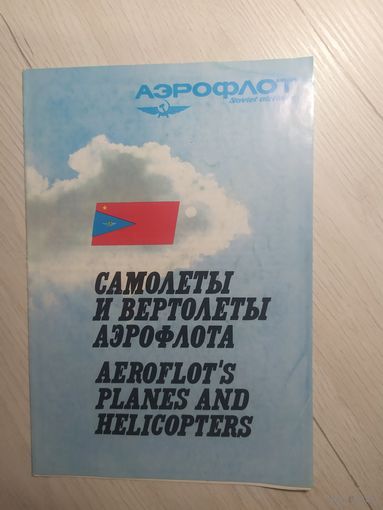 АЭРОФЛОТ
Soviet airlines
САМОЛЕТЫ
И ВЕРТОЛЕТЫ
АЭРОФЛОТА
AEROFLOT'S
PLANES AND
HELICOPTERS